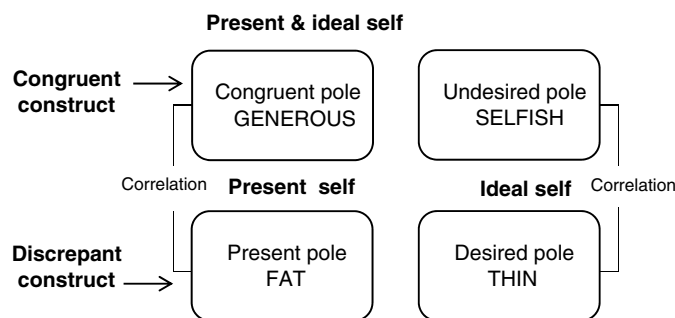 Present & ideal self
Congruent
construct
Congruent pole
GENEROUS
Undesired pole
SELFISH
Correlation
Present self
Ideal self
Correlation
Discrepant
construct
Present pole
FAT
Desired pole
THIN